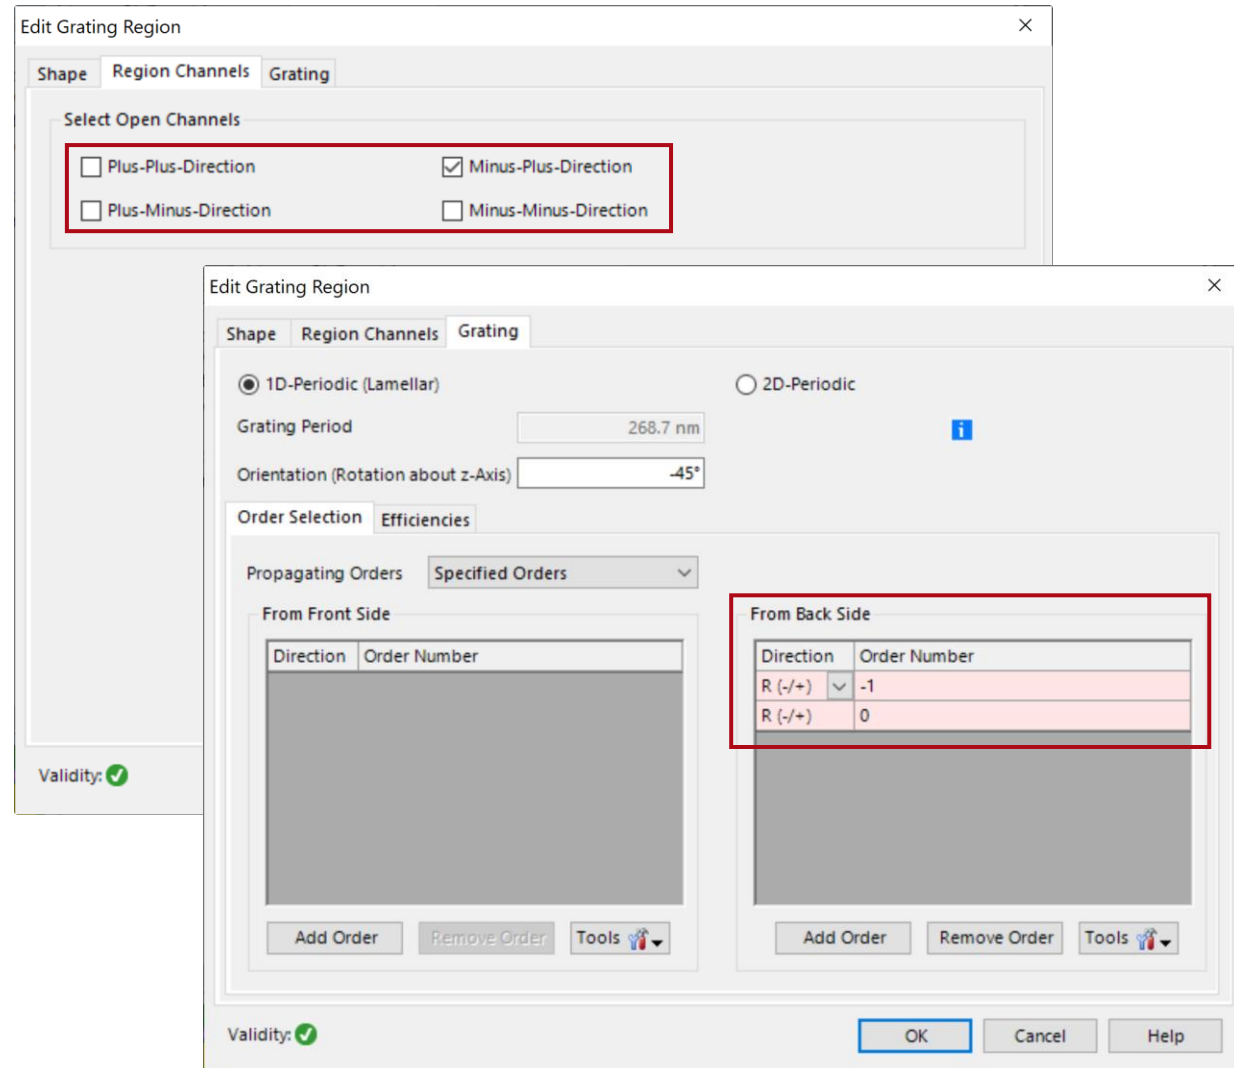 Edit Grating Region
Shape Region Channels Grating
Select Open Channels
Plus-Plus-Direction Minus-Plus-Direction
Plus-Minus-Direction Minus-Minus-Direction
Validity:
Edit Grating Region
Shape Region Channels Grating
1D-Periodic (Lamellar) 2D-Periodic
Grating Period 268.7 nm
Orientation (Rotation about z-Axis) -45°
Order Selection Efficiencies
Propagating Orders Specified Orders
From Front Side
Direction Order Number
Add Order Remove Order Tools
From Back Side
Direction Order Number
R (-/+) -1
R (-/+) 0
Add Order Remove Order Tools
Validity:
OK Cancel Help